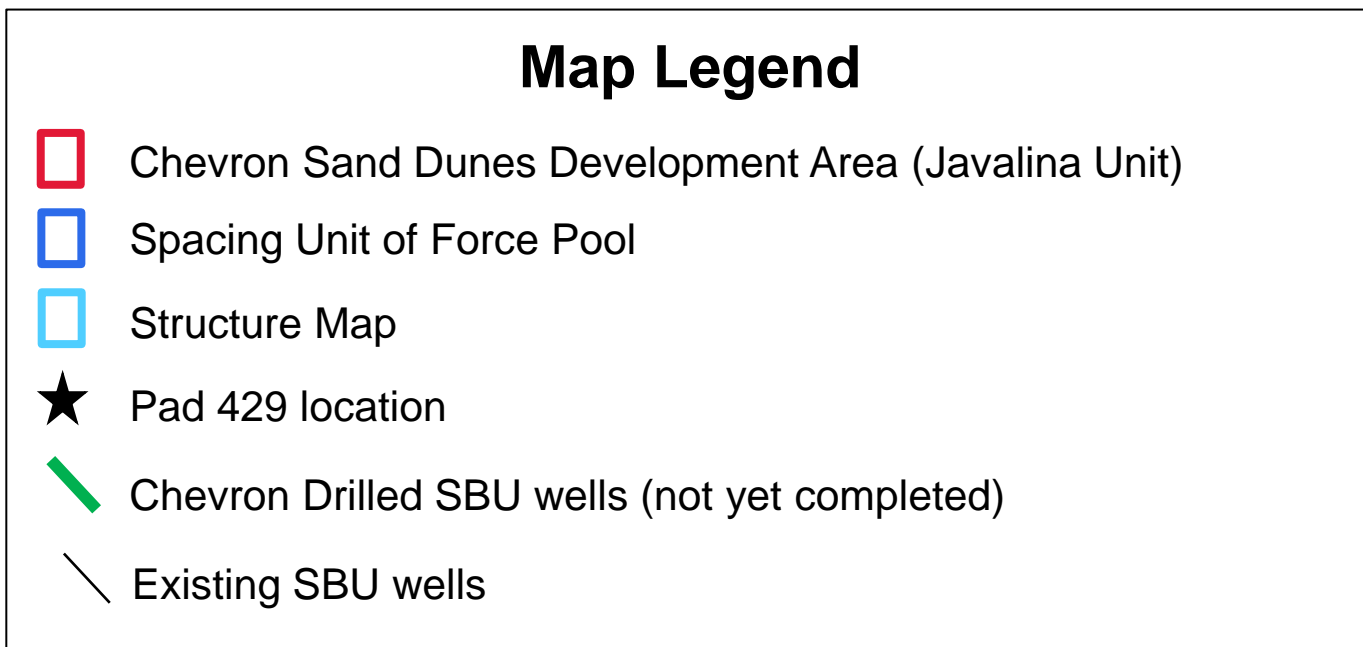 Map Legend
Chevron Sand Dunes Development Area (Javalina Unit)
Spacing Unit of Force Pool
Structure Map
Pad 429 location
Chevron Drilled SBU wells (not yet completed)
Existing SBU wells